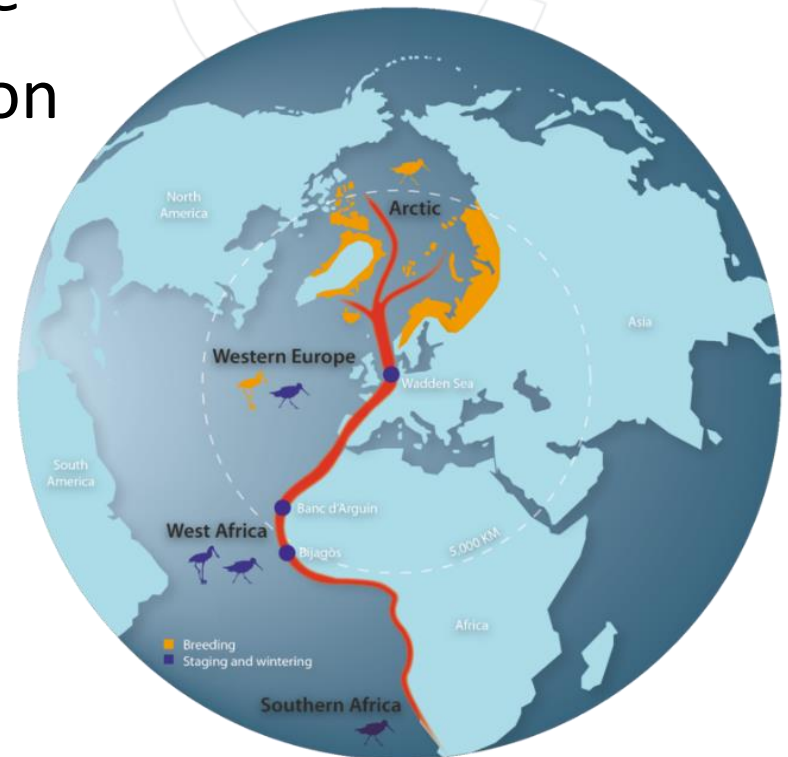 on
North
America
Arctic
Asia
Western Europe
Wadden Sea
South
America
Banc d'Arguin
West Africa
Bijagòs
5.000 KM
Africa
Breeding
Staging and wintering
Southern Africa